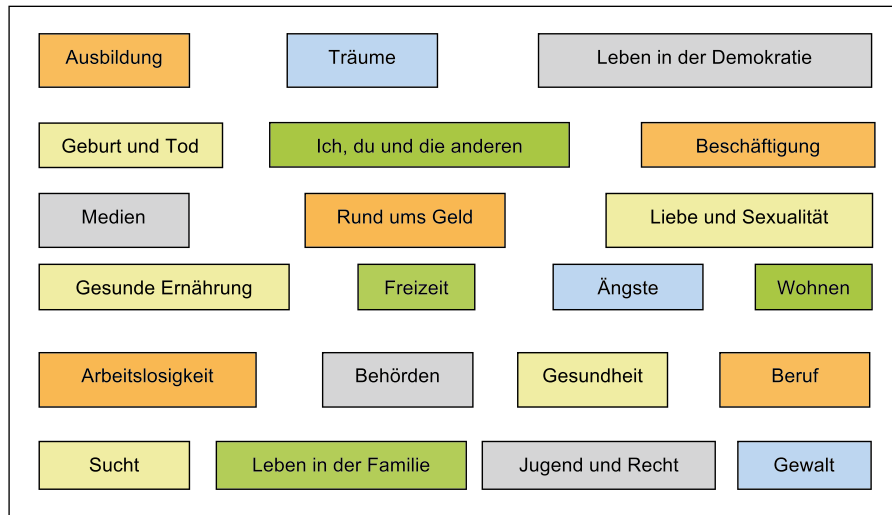 Ausbildung
Träume
Leben in der Demokratie
Geburt und Tod
Ich, du und die anderen
Beschäftigung
Medien
Rund ums Geld
Liebe und Sexualität
Gesunde Ernährung
Freizeit
Ängste
Wohnen
Arbeitslosigkeit
Behörden
Gesundheit
Beruf
Sucht
Leben in der Familie
Jugend und Recht
Gewalt